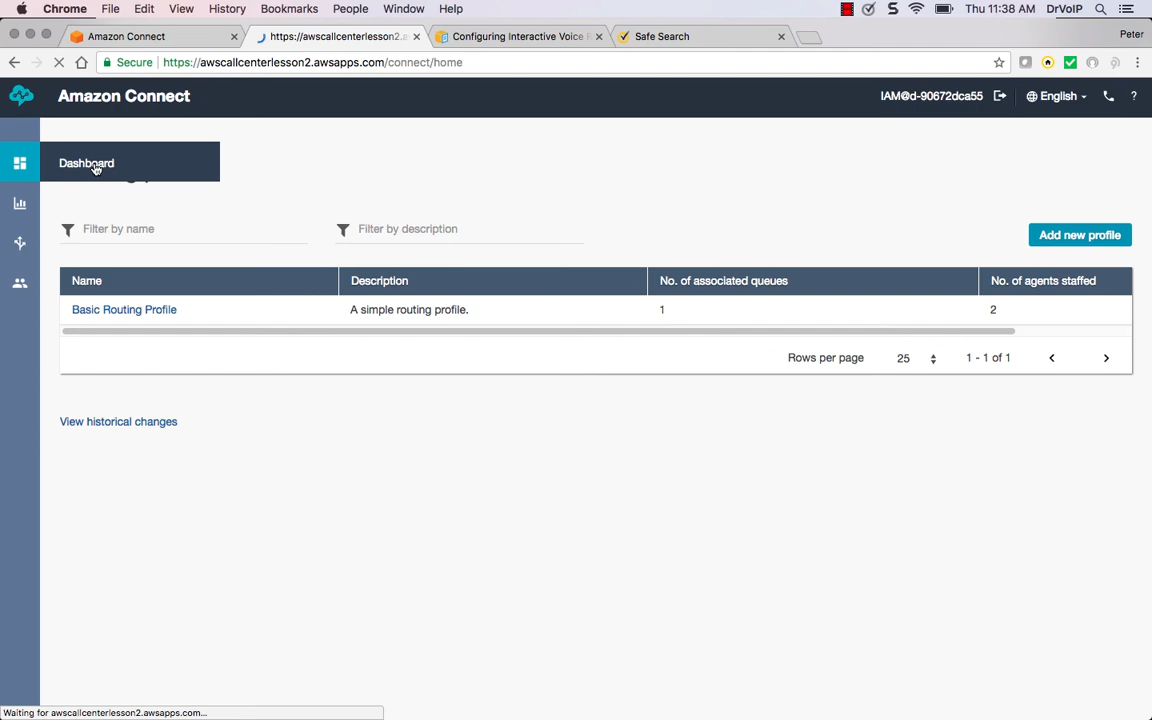 Chrome File Edit View History Bookmarks People Window Help Thu 11:38 AM DrVoIP
Amazon Connect https://awscallcenterlesson2.a Configuring Interactive Voice R Safe Search Peter
Secure https://awscallcenterlesson2.awsapps.com/connect/home
Amazon Connect IAM@d-90672dca55 English ?
Dashboard
Filter by name Filter by description Add new profile
Name Description No. of associated queues No. of agents staffed
Basic Routing Profile A simple routing profile. 1 2
Rows per page 25 1 - 1 of 1
View historical changes
Waiting for awscallcenterlesson2.awsapps.com...